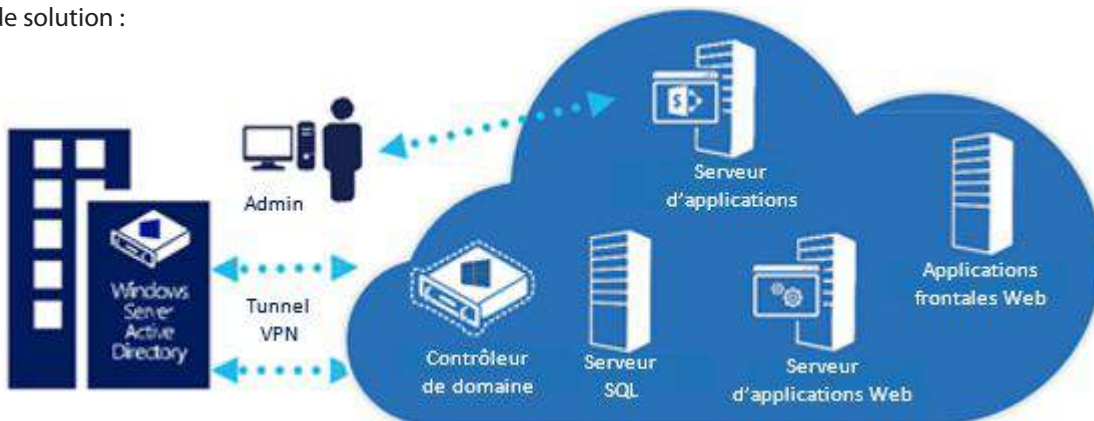 de solution :
Admin
Windows
Server
Active
Directory
Tunnel
VPN
S
Serveur
d'applications
Applications
frontales Web
Contrôleur
de domaine
Serveur
SQL
Serveur
d'applications Web